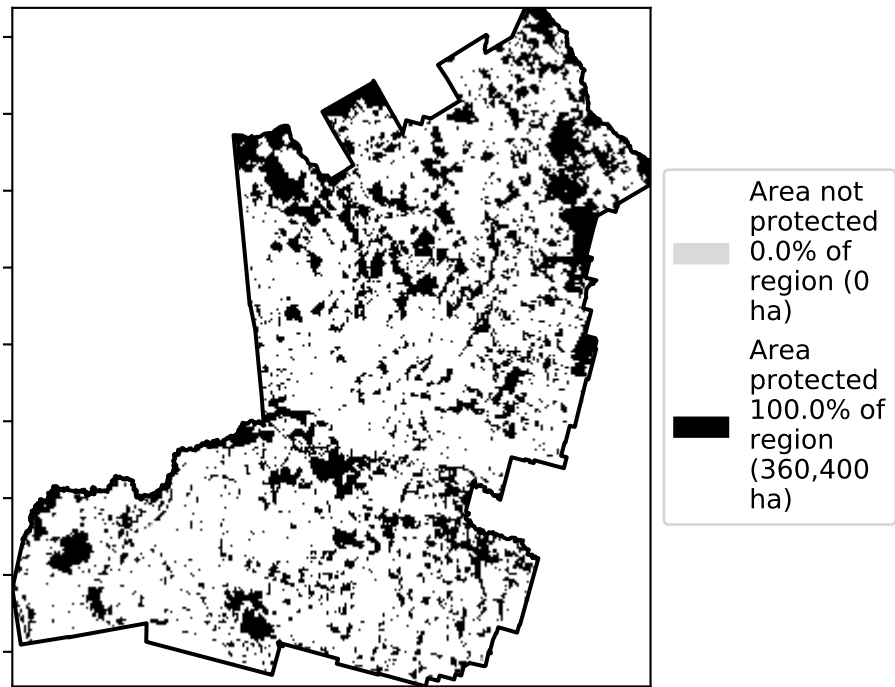 Area not
protected
0.0% of
region (0
ha)
Area
protected
100.0% of
region
(360,400
ha)